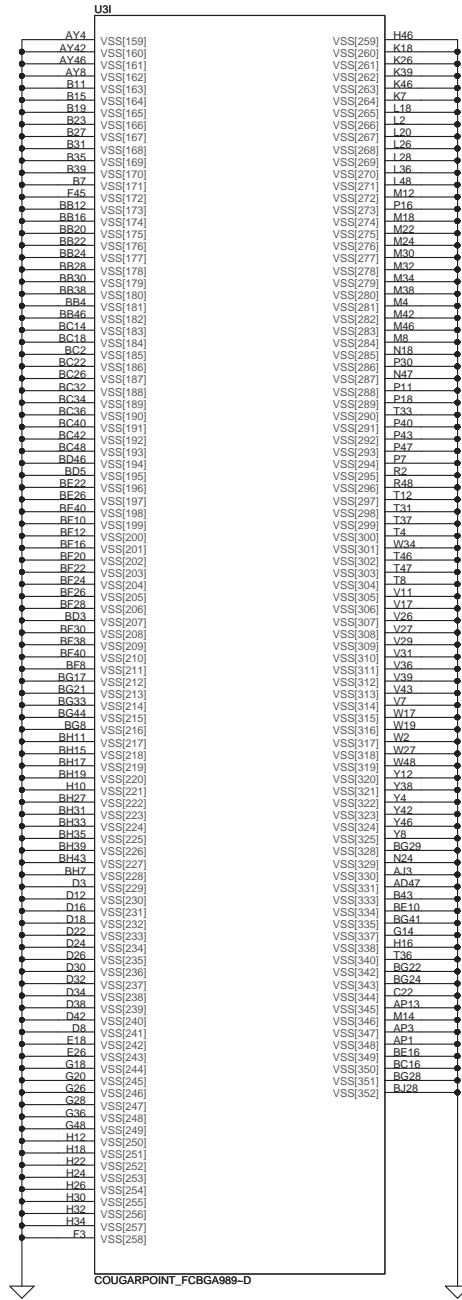 U3I
AY4 VSS[159] VSS[259] H46
AY42 VSS[160] VSS[260] K18
AY46 VSS[161] VSS[261] K26
AY8 VSS[162] VSS[262] K39
B11 VSS[163] VSS[263] K46
B15 VSS[164] VSS[264] K7
B19 VSS[165] VSS[265] L18
B23 VSS[166] VSS[266] L2
B27 VSS[167] VSS[267] L20
B31 VSS[168] VSS[268] L26
B35 VSS[169] VSS[269] L28
B39 VSS[170] VSS[270] L36
B7 VSS[171] VSS[271] L48
F45 VSS[172] VSS[272] M12
BB12 VSS[173] VSS[273] P16
BB16 VSS[174] VSS[274] M18
BB20 VSS[175] VSS[275] M22
BB22 VSS[176] VSS[276] M24
BB24 VSS[177] VSS[277] M30
BB28 VSS[178] VSS[278] M32
BB30 VSS[179] VSS[279] M34
BB38 VSS[180] VSS[280] M38
BB4 VSS[181] VSS[281] M4
BB46 VSS[182] VSS[282] M42
BC14 VSS[183] VSS[283] M46
BC18 VSS[184] VSS[284] M8
BC2 VSS[185] VSS[285] N18
BC22 VSS[186] VSS[286] P30
BC26 VSS[187] VSS[287] N47
BC32 VSS[188] VSS[288] P11
BC34 VSS[189] VSS[289] P18
BC36 VSS[190] VSS[290] T33
BC40 VSS[191] VSS[291] P40
BC42 VSS[192] VSS[292] P43
BC48 VSS[193] VSS[293] P47
BD46 VSS[194] VSS[294] P7
BD5 VSS[195] VSS[295] R2
BE22 VSS[196] VSS[296] R48
BE26 VSS[197] VSS[297] T12
BE40 VSS[198] VSS[298] T31
BF10 VSS[199] VSS[299] T37
BF12 VSS[200] VSS[300] T4
BF16 VSS[201] VSS[301] W34
BF20 VSS[202] VSS[302] T46
BF22 VSS[203] VSS[303] T47
BF24 VSS[204] VSS[304] T8
BF26 VSS[205] VSS[305] V11
BF28 VSS[206] VSS[306] V17
BD3 VSS[207] VSS[307] V26
BF30 VSS[208] VSS[308] V27
BF38 VSS[209] VSS[309] V29
BF40 VSS[210] VSS[310] V31
BF8 VSS[211] VSS[311] V36
BG17 VSS[212] VSS[312] V39
BG21 VSS[213] VSS[313] V43
BG33 VSS[214] VSS[314] V7
BG44 VSS[215] VSS[315] W17
BG8 VSS[216] VSS[316] W19
BH11 VSS[217] VSS[317] W2
BH15 VSS[218] VSS[318] W27
BH17 VSS[219] VSS[319] W48
BH19 VSS[220] VSS[320] Y12
H10 VSS[221] VSS[321] Y38
BH27 VSS[222] VSS[322] Y4
BH31 VSS[223] VSS[323] Y42
BH33 VSS[224] VSS[324] Y46
BH35 VSS[225] VSS[325] Y8
BH39 VSS[226] VSS[328] BG29
BH43 VSS[227] VSS[329] N24
BH7 VSS[228] VSS[330] AJ3
D3 VSS[229] VSS[331] AD47
D12 VSS[230] VSS[333] B43
D16 VSS[231] VSS[334] BE10
D18 VSS[232] VSS[335] BG41
D22 VSS[233] VSS[337] G14
D24 VSS[234] VSS[338] H16
D26 VSS[235] VSS[340] T36
D30 VSS[236] VSS[342] BG22
D32 VSS[237] VSS[343] BG24
D34 VSS[238] VSS[344] C22
D38 VSS[239] VSS[345] AP13
D42 VSS[240] VSS[346] M14
D8 VSS[241] VSS[347] AP3
E18 VSS[242] VSS[348] AP1
E26 VSS[243] VSS[349] BE16
G18 VSS[244] VSS[350] BC16
G20 VSS[245] VSS[351] BG28
G26 VSS[246] VSS[352] BJ28
G28 VSS[247]
G36 VSS[248]
G48 VSS[249]
H12 VSS[250]
H18 VSS[251]
H22 VSS[252]
H24 VSS[253]
H26 VSS[254]
H30 VSS[255]
H32 VSS[256]
H34 VSS[257]
F3 VSS[258]
COUGARPOINT_FCBGA989~D